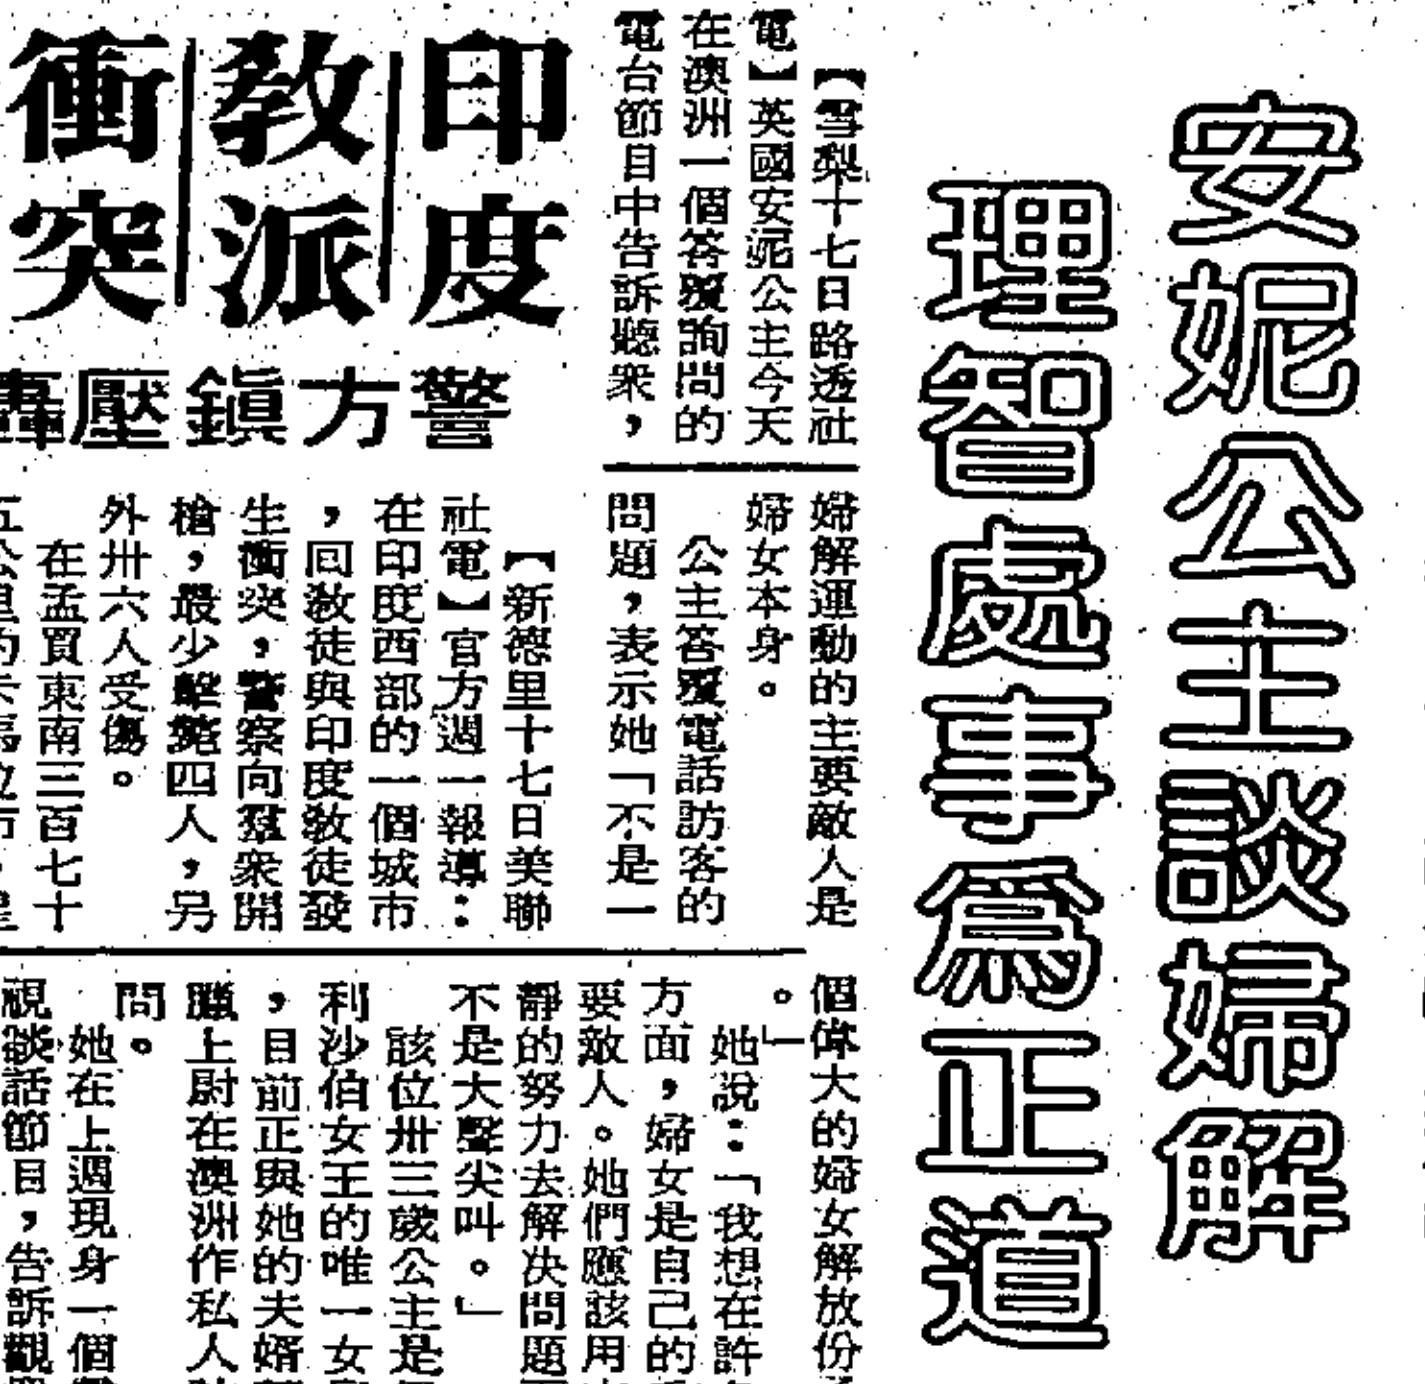 安妮公主談婦解
理智處事為正道
【雪梨十七日路透社
電】英國安妮公主今天
在澳洲一個答覆詢問的
電台節目中告訴聽衆，
婦解運動的主要敵人是
婦女本身。
公主答覆電話訪客的
問題，表示她「不是一
個偉大的婦女解放份
。」
她說：「我想在許
方面，婦女是自己的
要敵人。她們應該用
靜的努力去解决問題
不是大聲尖叫。」
該位卅三歲公主是
利沙伯女王的唯一女
，目前正與她的夫婿
臘上尉在澳洲作私人
問。
她在上週現身一個
視談話節目，告訴觀
印度
教派
衝突
警方鎮壓轟
【新德里十七日美聯
社電】官方週一報導：
在印度西部的一個城市
，回敎徒與印度敎徒發
生衝突，警察向羣衆開
槍，最少擊斃四人，另
外卅六人受傷。
在孟買東南三百七十
五公里的